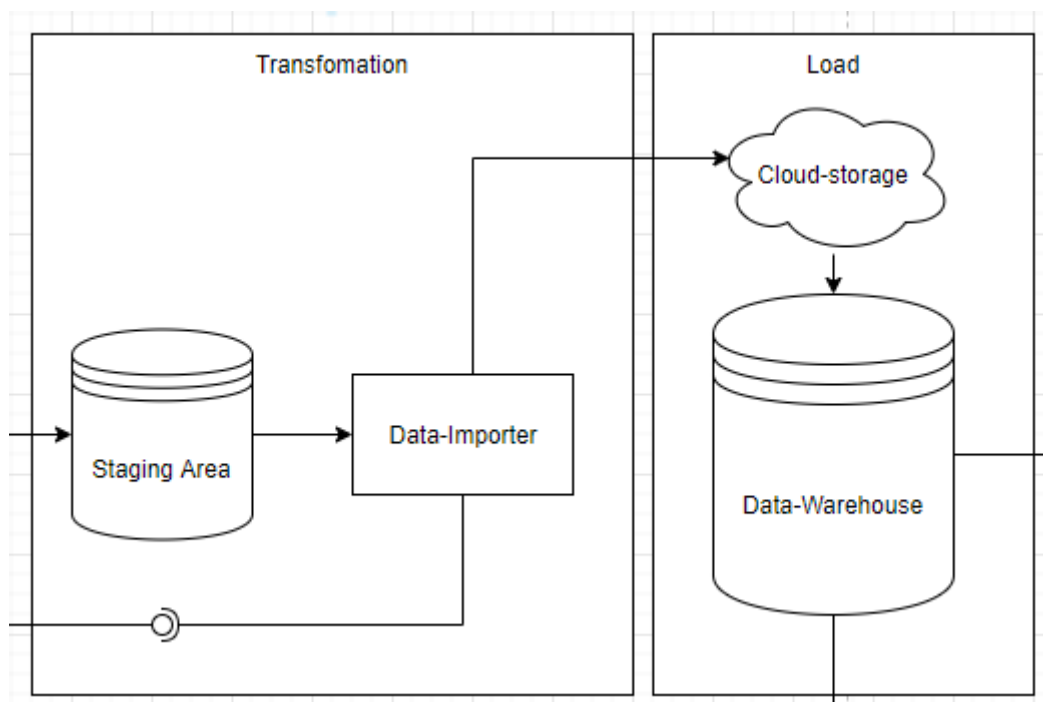 Transfomation
Load
Cloud-storage
Staging Area
Data-Importer
Data-Warehouse